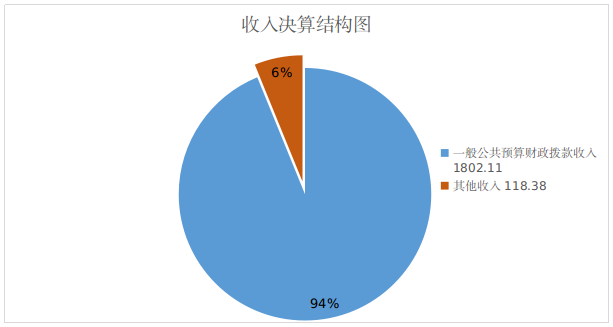 收入决算结构图
6%
一般公共预算财政拨款收入
1802.11
其他收入 118.38
94%